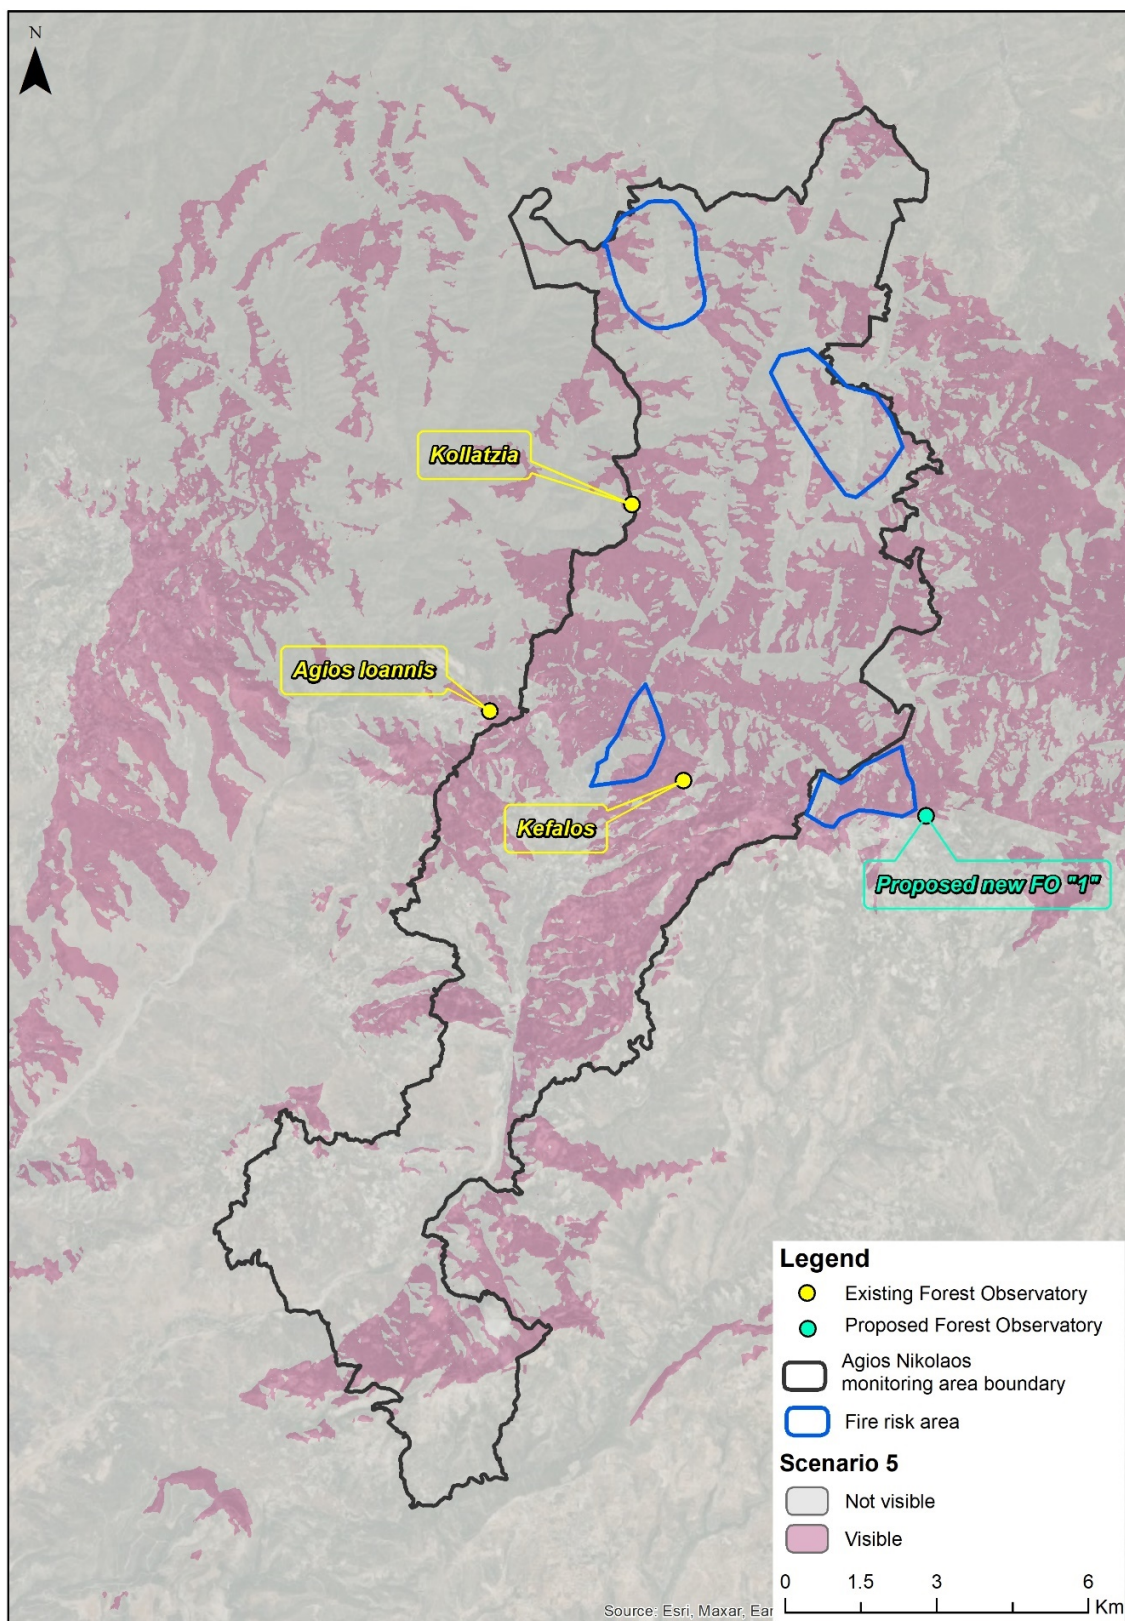 N
Kollatzia
Agios Ioannis
Kefalos
Proposed new FO "1"
Legend
Existing Forest Observatory
Proposed Forest Observatory
Agios Nikolaos
monitoring area boundary
Fire risk area
Scenario 5
Not visible
Visible
0 1.5 3 6
Km
Source: Esri, Maxar, Ear